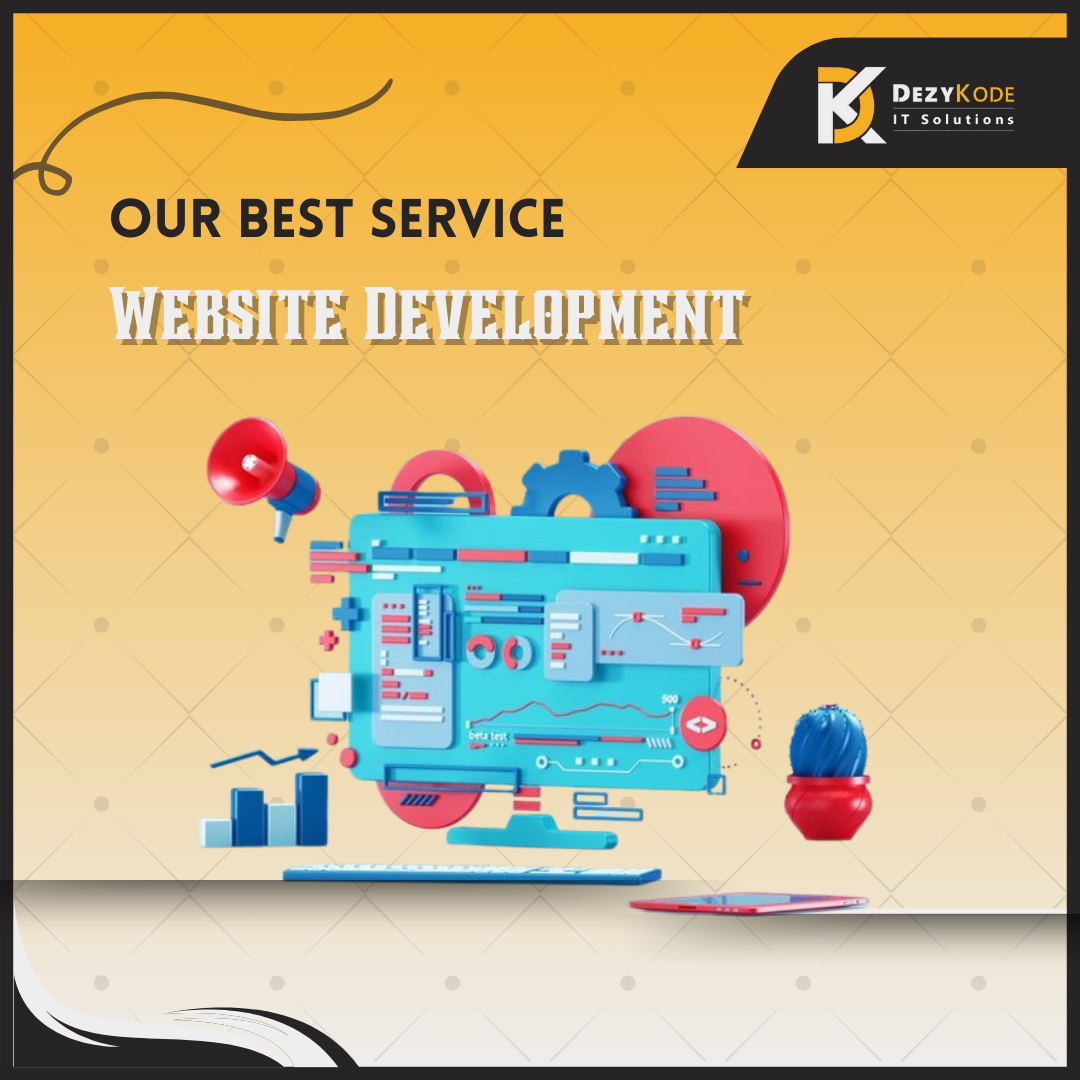 DEZYKODE
IT Solutions
OUR BEST SERVICE
WEBSITE DEVELOPMENT
500
<>
beta test